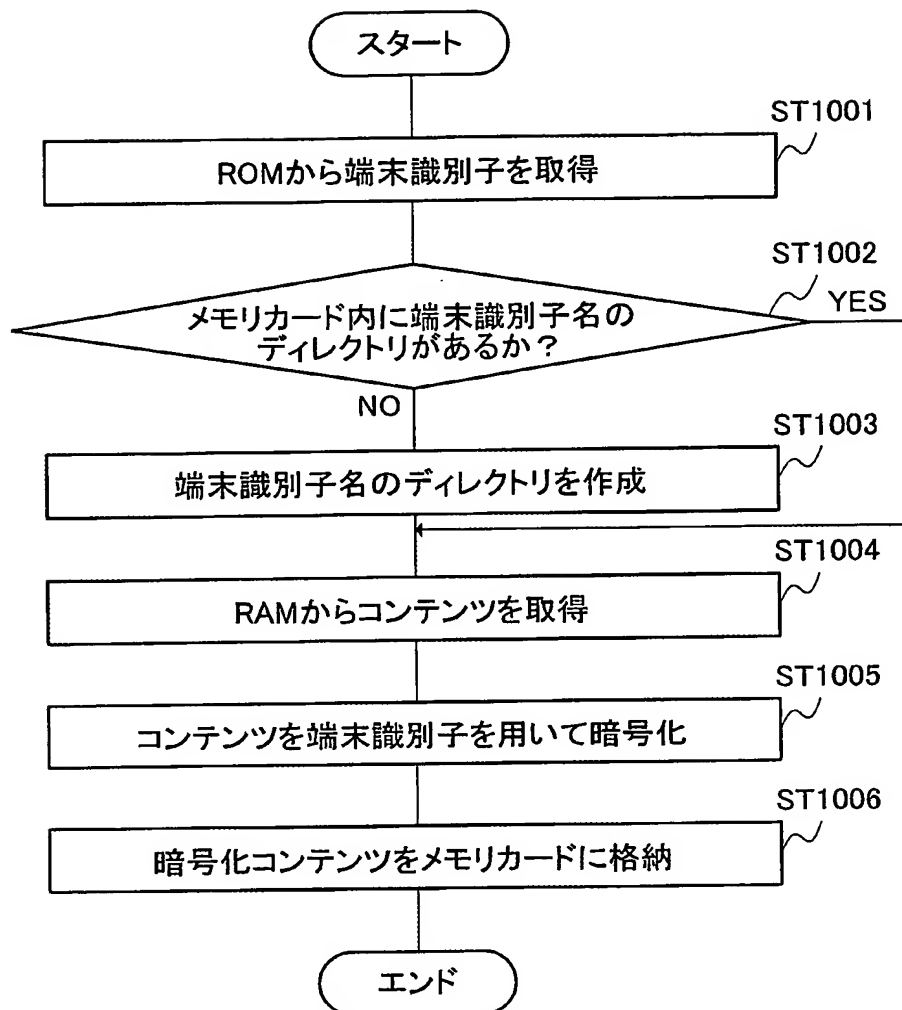 スタート
ST1001
ROMから端末識別子を取得
ST1002
メモリカード内に端末識別子名の
ディレクトリがあるか？
YES
NO
ST1003
端末識別子名のディレクトリを作成
ST1004
RAMからコンテンツを取得
ST1005
コンテンツを端末識別子を用いて暗号化
ST1006
暗号化コンテンツをメモリカードに格納
エンド